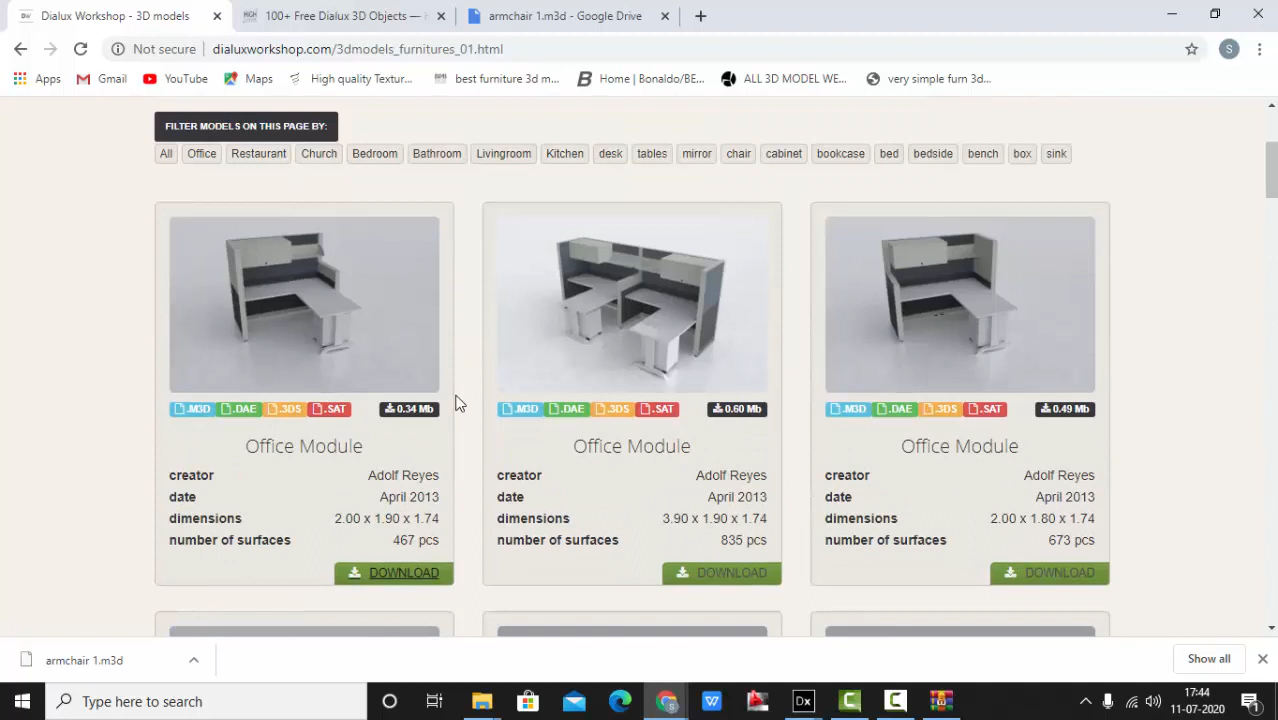 Dialux Workshop - 3D models
100+ Free Dialux 3D Objects —
armchair 1.m3d - Google Drive
Not secure
dialuxworkshop.com/3dmodels_furnitures_01.html
S
Apps
Gmail
YouTube
Maps
High quality Textur...
best furniture 3d m...
Home | Bonaldo/BE...
ALL 3D MODEL WE...
very simple furn 3d...
FILTER MODELS ON THIS PAGE BY:
All Office Restaurant Church Bedroom Bathroom Livingroom Kitchen desk tables mirror chair cabinet bookcase bed bedside bench box sink
.M3D .DAE .3DS .SAT 0.34 Mb
Office Module
creator Adolf Reyes
date April 2013
dimensions 2.00 x 1.90 x 1.74
number of surfaces 467 pcs
DOWNLOAD
.M3D .DAE .3DS .SAT 0.60 Mb
Office Module
creator Adolf Reyes
date April 2013
dimensions 3.90 x 1.90 x 1.74
number of surfaces 835 pcs
DOWNLOAD
.M3D .DAE .3DS .SAT 0.49 Mb
Office Module
creator Adolf Reyes
date April 2013
dimensions 2.00 x 1.80 x 1.74
number of surfaces 673 pcs
DOWNLOAD
armchair 1.m3d
Show all
Type here to search
Dx
17:44
11-07-2020